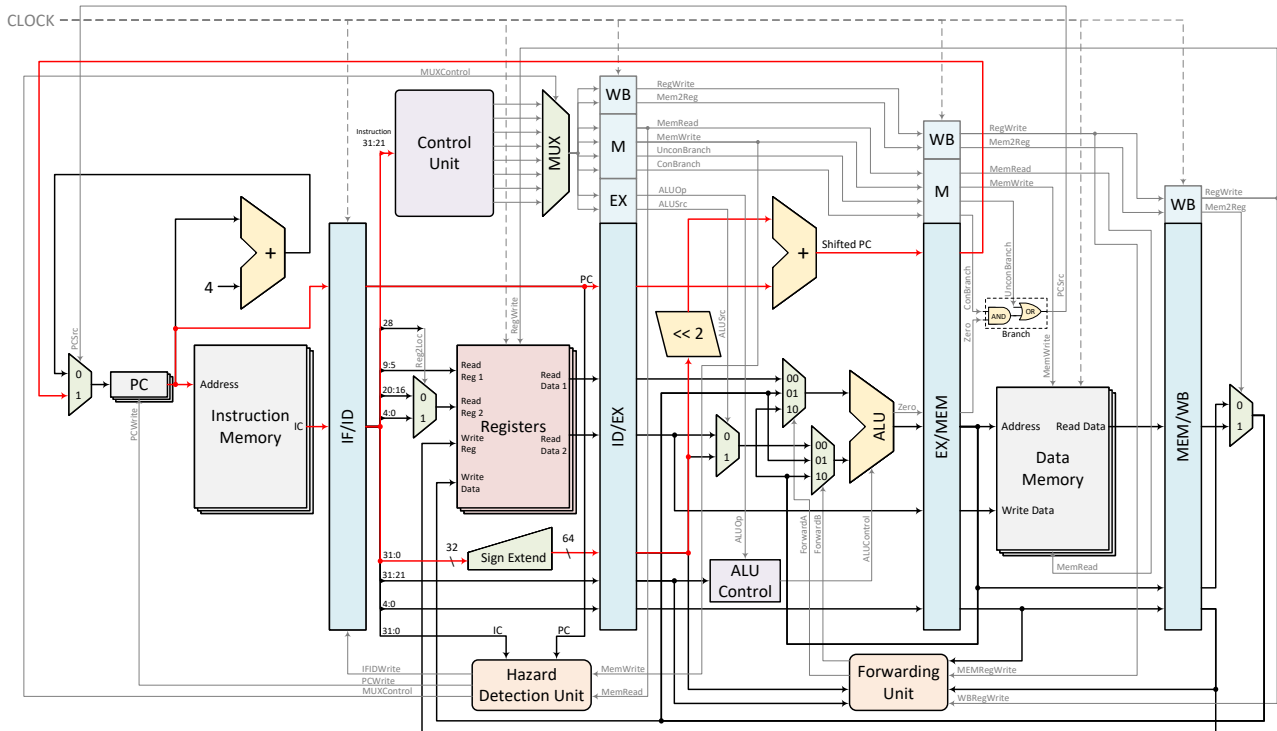 CLOCK
MUXControl
RegWrite
Mem2Reg
WB
Control
Unit
Instruction
31:21
MUX
M
MemRead
MemWrite
UnconBranch
ConBranch
EX
ALUOp
ALUSrc
WB
RegWrite
Mem2Reg
M
MemRead
MemWrite
WB
RegWrite
Mem2Reg
+
4
PC
+
Shifted PC
<< 2
ALUSrc
RegWrite
Reg2Loc
28
PCSrc
0
1
PC
PCWrite
Address
Instruction
Memory
IC
IF/ID
9:5
20:16
4:0
0
1
Read
Reg 1
Read
Reg 2
Write
Reg
Write
Data
Registers
Read
Data 1
Read
Data 2
ID/EX
0
1
00
01
10
00
01
10
ALU
Zero
EX/MEM
ConBranch
Zero
UnconBranch
AND
OR
Branch
PCSrc
MemWrite
Address
Read Data
Data
Memory
Write Data
MemRead
MEM/WB
0
1
31:0
32
Sign Extend
64
31:21
4:0
31:0
IC
PC
ALUOp
ALU
Control
ForwardA
ForwardB
ALUControl
IFIDWrite
PCWrite
MUXControl
Hazard
Detection Unit
MemWrite
MemRead
Forwarding
Unit
MEMRegWrite
WBRegWrite